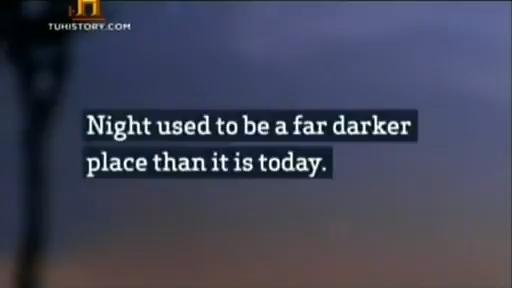 H
TUHISTORY.COM
Night used to be a far darker
place than it is today.